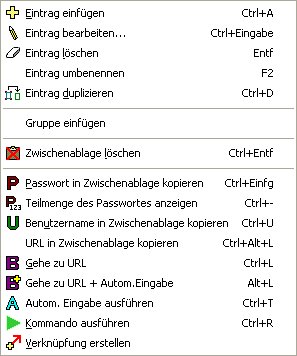 Eintrag einfügen Ctrl+A
Eintrag bearbeiten... Ctrl+Eingabe
Eintrag löschen Entf
Eintrag umbenennen F2
Eintrag duplizieren Ctrl+D
Gruppe einfügen
Zwischenablage löschen Ctrl+Entf
P Passwort in Zwischenablage kopieren Ctrl+Einfg
P123 Teilmenge des Passwortes anzeigen Ctrl+-
U Benutzername in Zwischenablage kopieren Ctrl+U
URL in Zwischenablage kopieren Ctrl+Alt+L
B Gehe zu URL Ctrl+L
B Gehe zu URL + Autom.Eingabe Alt+L
A Autom. Eingabe ausführen Ctrl+T
Kommando ausführen Ctrl+R
Verknüpfung erstellen